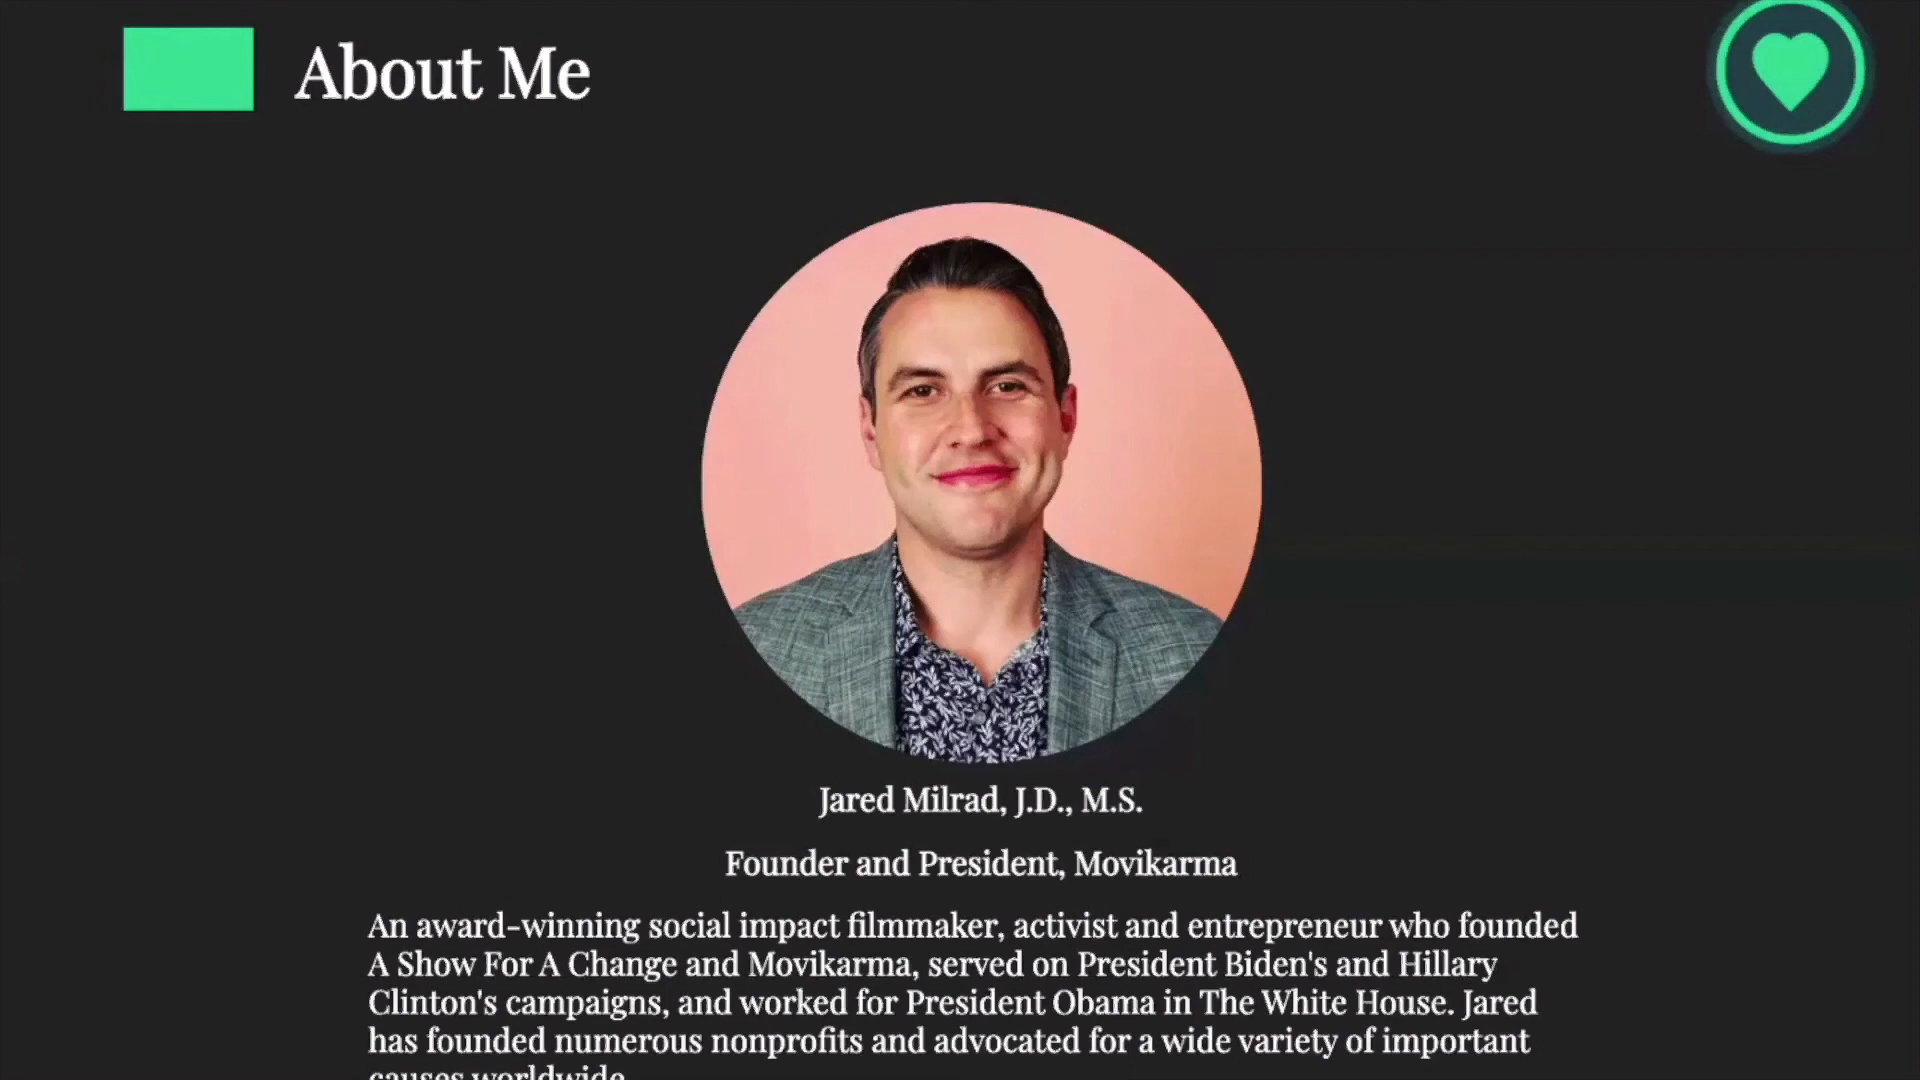 About Me
Jared Milrad, J.D., M.S.
Founder and President, Movikarma
An award-winning social impact filmmaker, activist and entrepreneur who founded
A Show For A Change and Movikarma, served on President Biden's and Hillary
Clinton's campaigns, and worked for President Obama in The White House. Jared
has founded numerous nonprofits and advocated for a wide variety of important
causes worldwide.